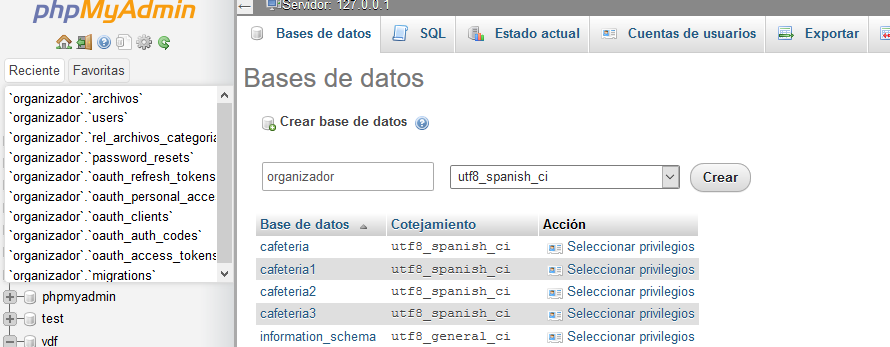 phpMyAdmin
Reciente
Favoritas
`organizador`.`archivos`
`organizador`.`users`
`organizador`.`rel_archivos_categoria
`organizador`.`password_resets`
`organizador`.`oauth_refresh_tokens
`organizador`.`oauth_personal_acce
`organizador`.`oauth_clients`
`organizador`.`oauth_auth_codes`
`organizador`.`oauth_access_tokens
`organizador`.`migrations`
phpmyadmin
test
vdf
Servidor: 127.0.0.1
Bases de datos
SQL
Estado actual
Cuentas de usuarios
Exportar
Bases de datos
Crear base de datos
organizador
utf8_spanish_ci
Crear
Base de datos Cotejamiento Acción
cafeteria utf8_spanish_ci Seleccionar privilegios
cafeteria1 utf8_spanish_ci Seleccionar privilegios
cafeteria2 utf8_spanish_ci Seleccionar privilegios
cafeteria3 utf8_spanish_ci Seleccionar privilegios
information_schema utf8_general_ci Seleccionar privilegios